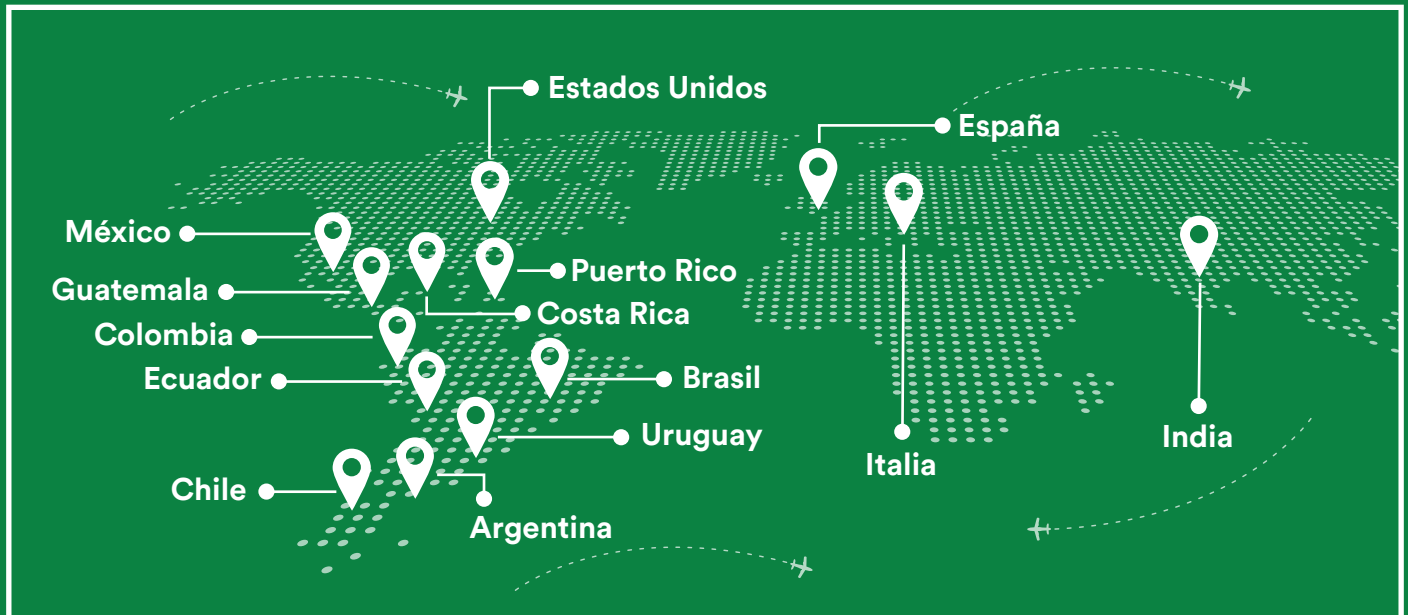 Estados Unidos
España
México
Puerto Rico
Guatemala
Costa Rica
Colombia
Ecuador
Brasil
Uruguay
India
Italia
Chile
Argentina